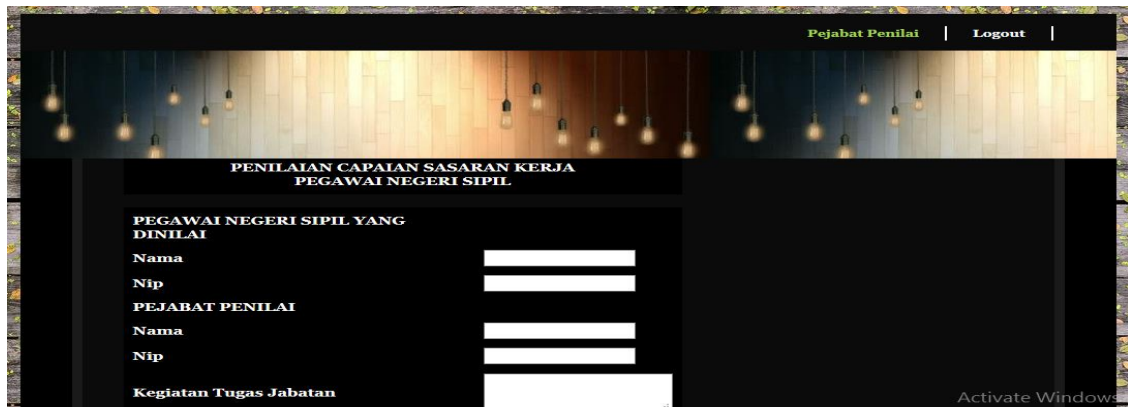 Pejabat Penilai | Logout |
PENILAIAN CAPAIAN SASARAN KERJA
PEGAWAI NEGERI SIPIL
PEGAWAI NEGERI SIPIL YANG
DINILAI
Nama
Nip
PEJABAT PENILAI
Nama
Nip
Kegiatan Tugas Jabatan
Activate Windows